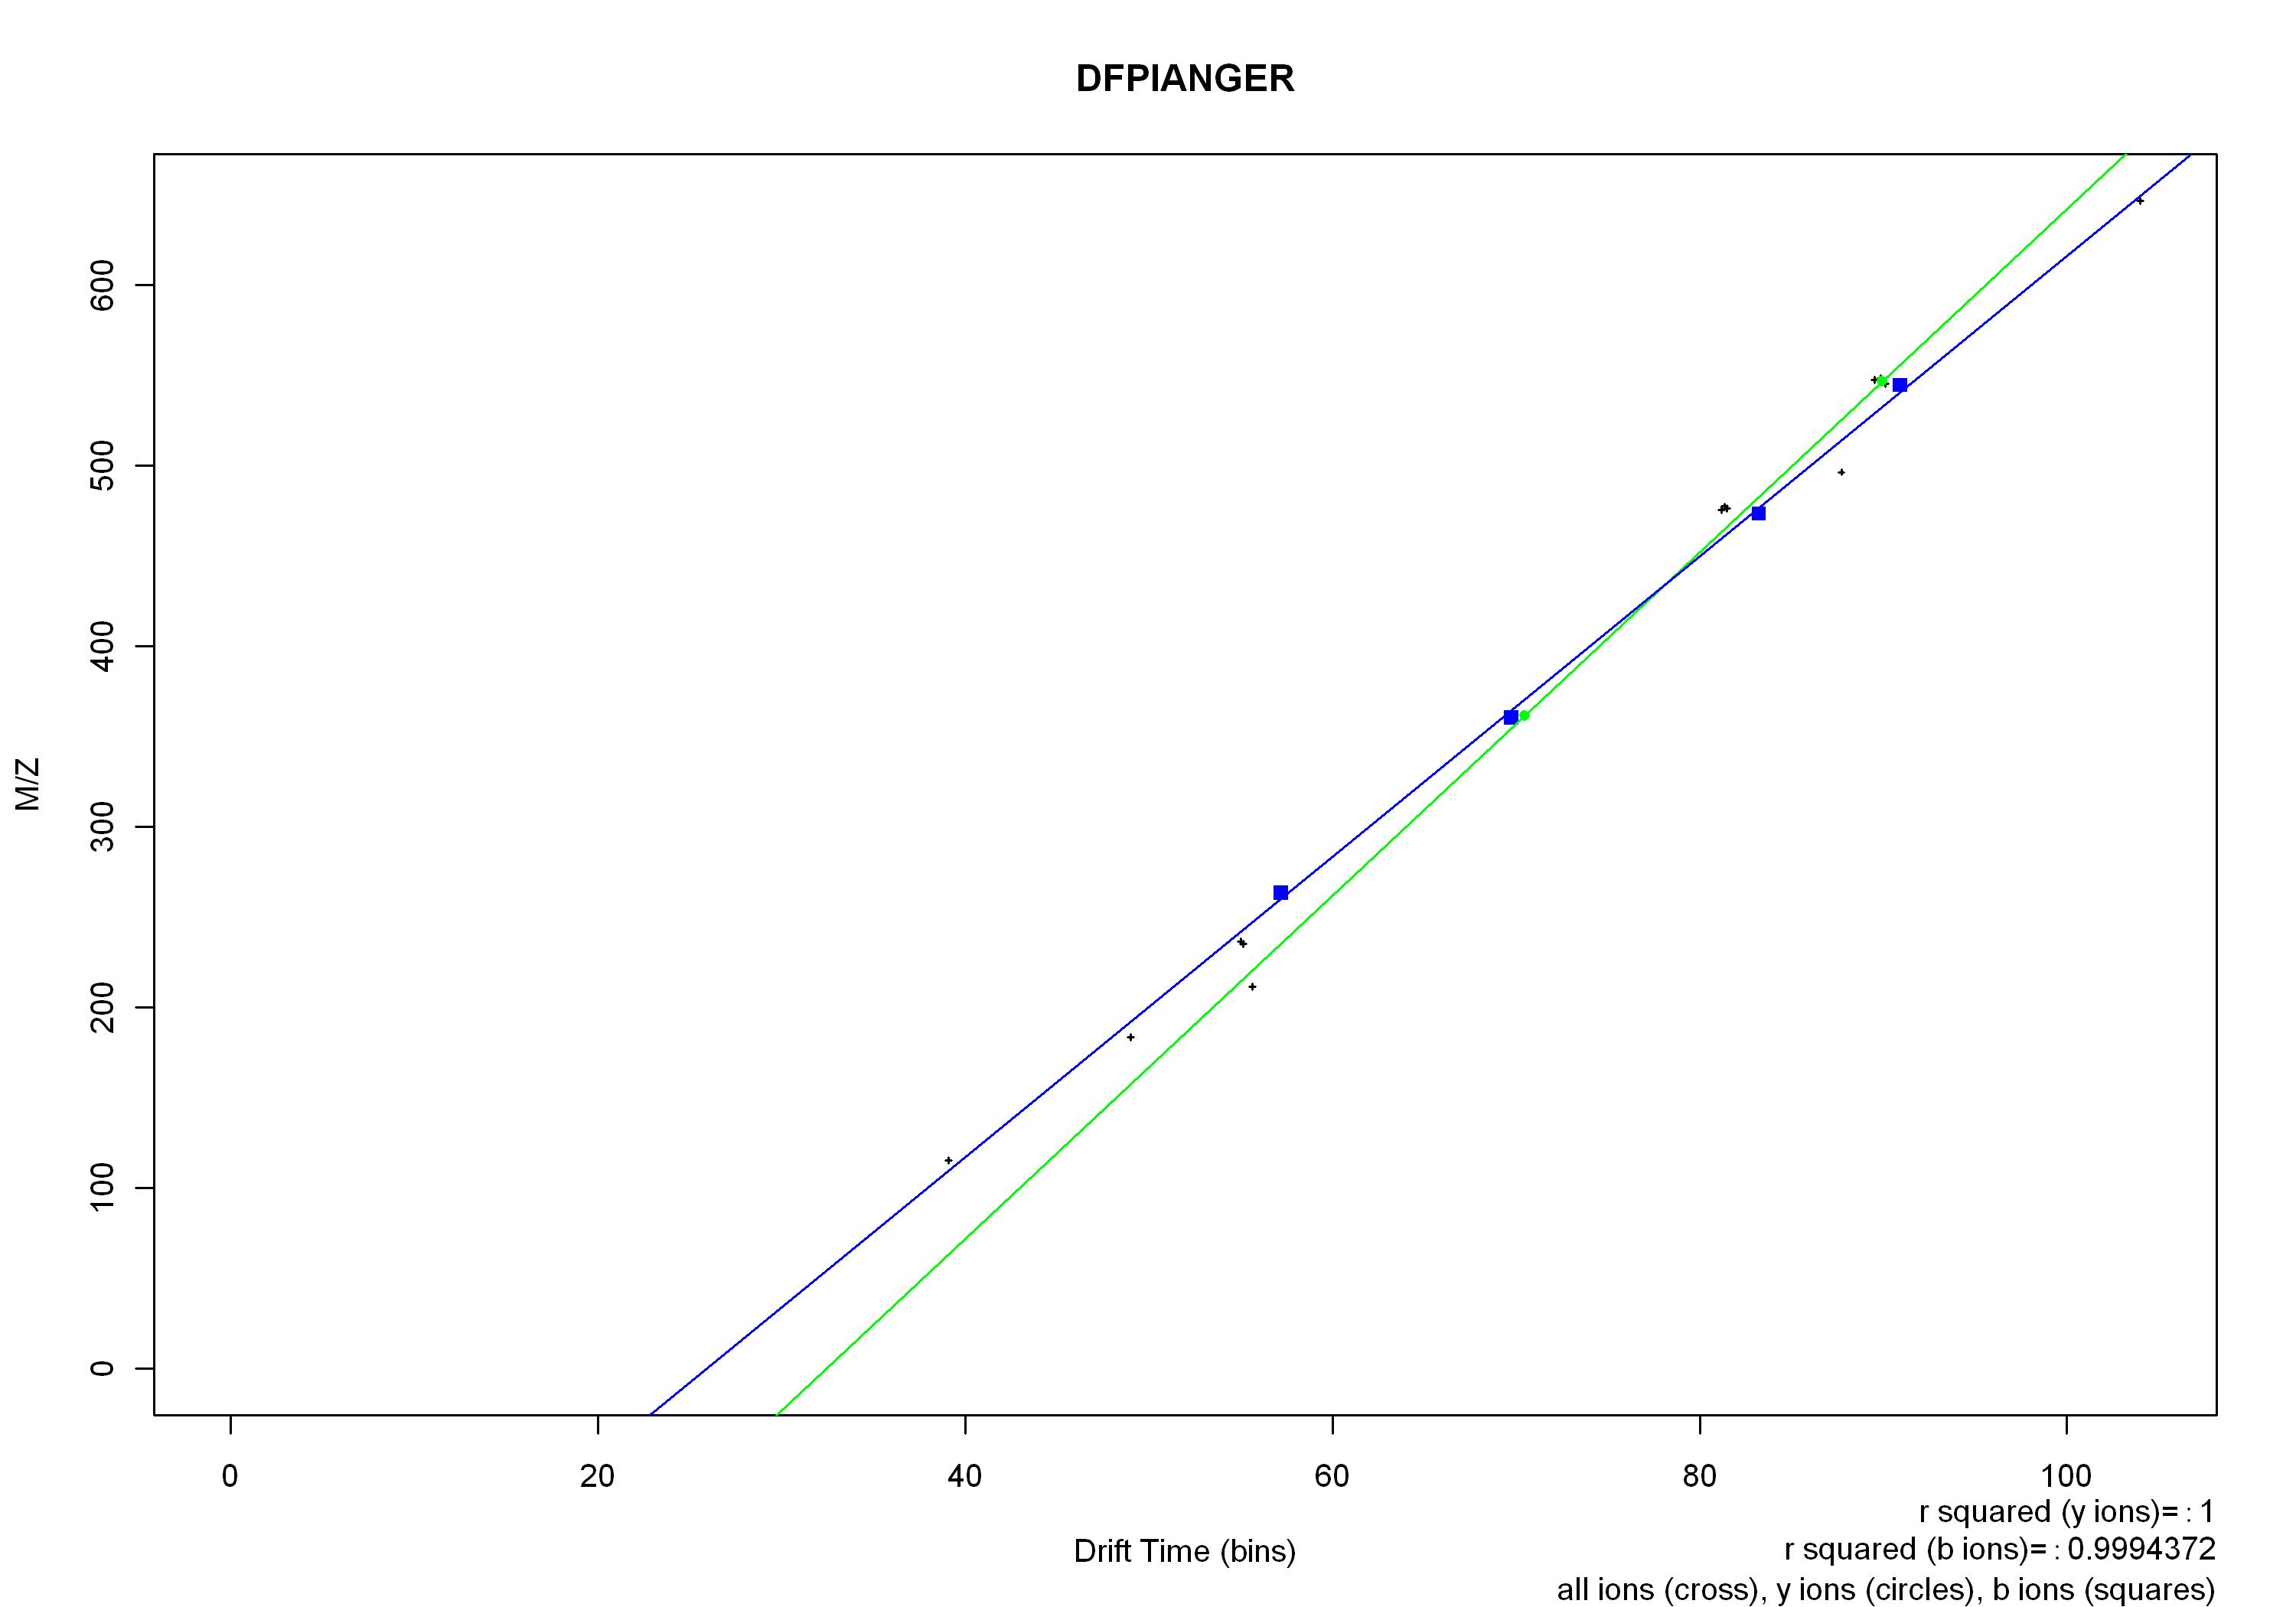 DFPIANGER
600
500
400
300
200
100
0
M/Z
0 20 40 60 80 100
Drift Time (bins)
r squared (y ions)= : 1
r squared (b ions)= : 0.9994372
all ions (cross), y ions (circles), b ions (squares)